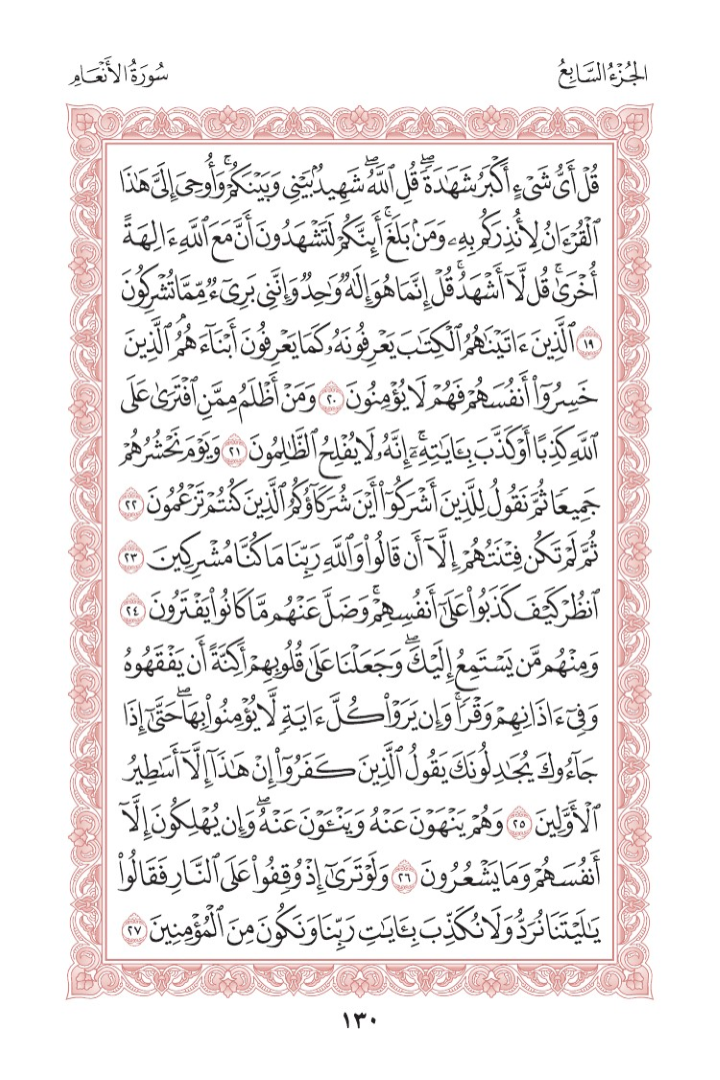 الجُزْءُ السَّابِعُ
سُورَةُ الأَنْعَامِ
قُلْ أَىُّ شَىْءٍ أَكْبَرُ شَهَٰدَةًۖ قُلِ ٱللَّهُۖ شَهِيدُۢ بَيْنِى وَبَيْنَكُمْۚ وَأُوحِىَ إِلَىَّ هَٰذَا
ٱلْقُرْءَانُ لِأُنذِرَكُم بِهِۦ وَمَنۢ بَلَغَۚ أَئِنَّكُمْ لَتَشْهَدُونَ أَنَّ مَعَ ٱللَّهِ ءَالِهَةً
أُخْرَىٰۚ قُل لَّآ أَشْهَدُۚ قُلْ إِنَّمَا هُوَ إِلَٰهٌ وَٰحِدٌ وَإِنَّنِى بَرِىٓءٌ مِّمَّا تُشْرِكُونَ
١٩ ٱلَّذِينَ ءَاتَيْنَٰهُمُ ٱلْكِتَٰبَ يَعْرِفُونَهُۥ كَمَا يَعْرِفُونَ أَبْنَآءَهُمُۘ ٱلَّذِينَ
خَسِرُوٓا۟ أَنفُسَهُمْ فَهُمْ لَا يُؤْمِنُونَ ٢٠ وَمَنْ أَظْلَمُ مِمَّنِ ٱفْتَرَىٰ عَلَى
ٱللَّهِ كَذِبًا أَوْ كَذَّبَ بِـَٔايَٰتِهِۦٓۚ إِنَّهُۥ لَا يُفْلِحُ ٱلظَّٰلِمُونَ ٢١ وَيَوْمَ نَحْشُرُهُمْ
جَمِيعًا ثُمَّ نَقُولُ لِلَّذِينَ أَشْرَكُوٓا۟ أَيْنَ شُرَكَآؤُكُمُ ٱلَّذِينَ كُنتُمْ تَزْعُمُونَ ٢٢
ثُمَّ لَمْ تَكُن فِتْنَتُهُمْ إِلَّآ أَن قَالُوا۟ وَٱللَّهِ رَبِّنَا مَا كُنَّا مُشْرِكِينَ ٢٣
ٱنظُرْ كَيْفَ كَذَبُوا۟ عَلَىٰٓ أَنفُسِهِمْۚ وَضَلَّ عَنْهُم مَّا كَانُوا۟ يَفْتَرُونَ ٢٤
وَمِنْهُم مَّن يَسْتَمِعُ إِلَيْكَۖ وَجَعَلْنَا عَلَىٰ قُلُوبِهِمْ أَكِنَّةً أَن يَفْقَهُوهُ
وَفِىٓ ءَاذَانِهِمْ وَقْرًاۚ وَإِن يَرَوْا۟ كُلَّ ءَايَةٍ لَّا يُؤْمِنُوا۟ بِهَاۖ حَتَّىٰٓ إِذَا
جَآءُوكَ يُجَٰدِلُونَكَ يَقُولُ ٱلَّذِينَ كَفَرُوٓا۟ إِنْ هَٰذَآ إِلَّآ أَسَٰطِيرُ
ٱلْأَوَّلِينَ ٢٥ وَهُمْ يَنْهَوْنَ عَنْهُ وَيَنْـَٔوْنَ عَنْهُۖ وَإِن يُهْلِكُونَ إِلَّآ
أَنفُسَهُمْ وَمَا يَشْعُرُونَ ٢٦ وَلَوْ تَرَىٰٓ إِذْ وُقِفُوا۟ عَلَى ٱلنَّارِ فَقَالُوا۟
يَٰلَيْتَنَا نُرَدُّ وَلَا نُكَذِّبَ بِـَٔايَٰتِ رَبِّنَا وَنَكُونَ مِنَ ٱلْمُؤْمِنِينَ ٢٧
١٣٠